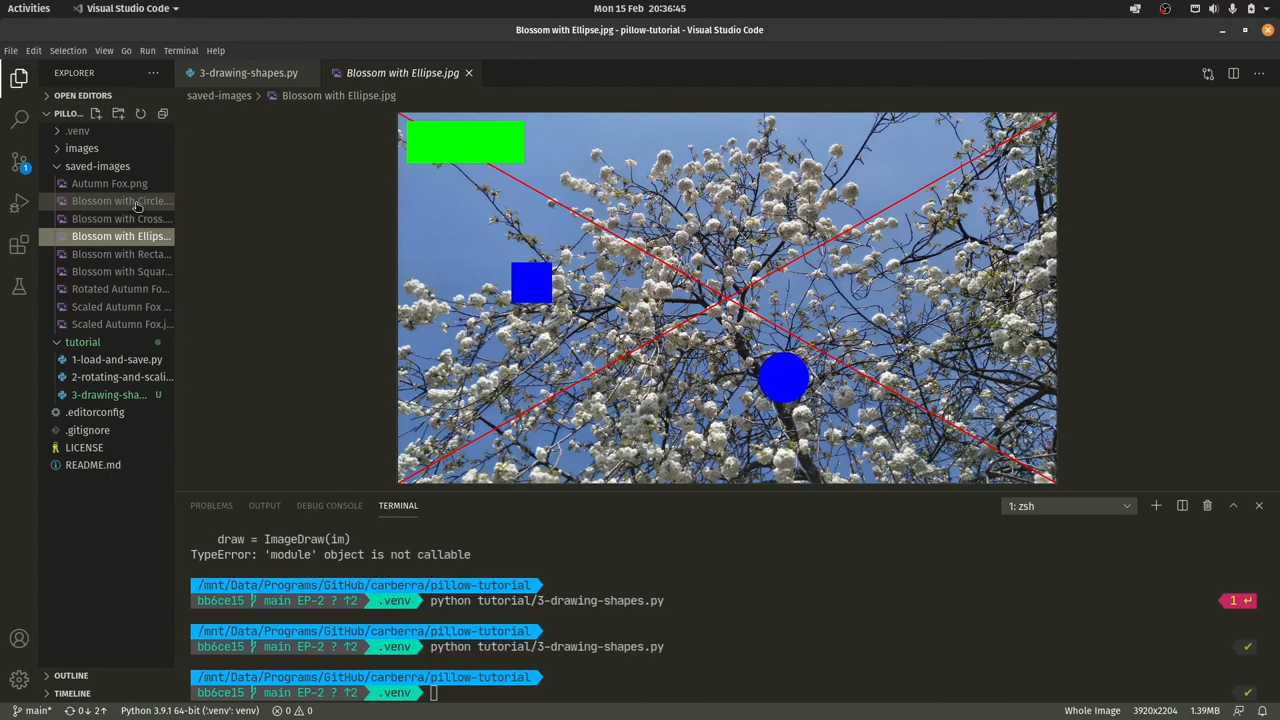 Activities
Visual Studio Code
Mon 15 Feb 20:36:45
Blossom with Ellipse.jpg - pillow-tutorial - Visual Studio Code
File Edit Selection View Go Run Terminal Help
EXPLORER
3-drawing-shapes.py
Blossom with Ellipse.jpg
OPEN EDITORS
saved-images > Blossom with Ellipse.jpg
PILLO...
.venv
images
saved-images
Autumn Fox.png
Blossom with Circle....
Blossom with Cross....
Blossom with Ellips...
Blossom with Recta...
Blossom with Squar...
Rotated Autumn Fo...
Scaled Autumn Fox ...
Scaled Autumn Fox.j...
tutorial
1-load-and-save.py
2-rotating-and-scali...
3-drawing-sha... U
.editorconfig
.gitignore
LICENSE
README.md
OUTLINE
TIMELINE
1
PROBLEMS OUTPUT DEBUG CONSOLE TERMINAL
1: zsh
draw = ImageDraw(im)
TypeError: 'module' object is not callable
/mnt/Data/Programs/GitHub/carberra/pillow-tutorial
bb6ce15 main EP-2 ? ↑2 .venv python tutorial/3-drawing-shapes.py 1 ↵
/mnt/Data/Programs/GitHub/carberra/pillow-tutorial
bb6ce15 main EP-2 ? ↑2 .venv python tutorial/3-drawing-shapes.py ✔
/mnt/Data/Programs/GitHub/carberra/pillow-tutorial
bb6ce15 main EP-2 ? ↑2 .venv ✔
main* 0↓ 2↑ Python 3.9.1 64-bit ('.venv': venv) 0 0 Whole Image 3920x2204 1.39MB